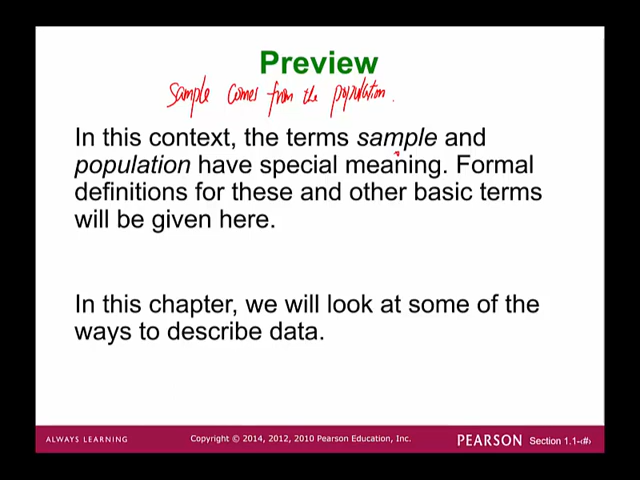 Preview
Sample comes from the population.
In this context, the terms sample and
population have special meaning. Formal
definitions for these and other basic terms
will be given here.
In this chapter, we will look at some of the
ways to describe data.
ALWAYS LEARNING
Copyright © 2014, 2012, 2010 Pearson Education, Inc.
PEARSON
Section 1.1-‹#›